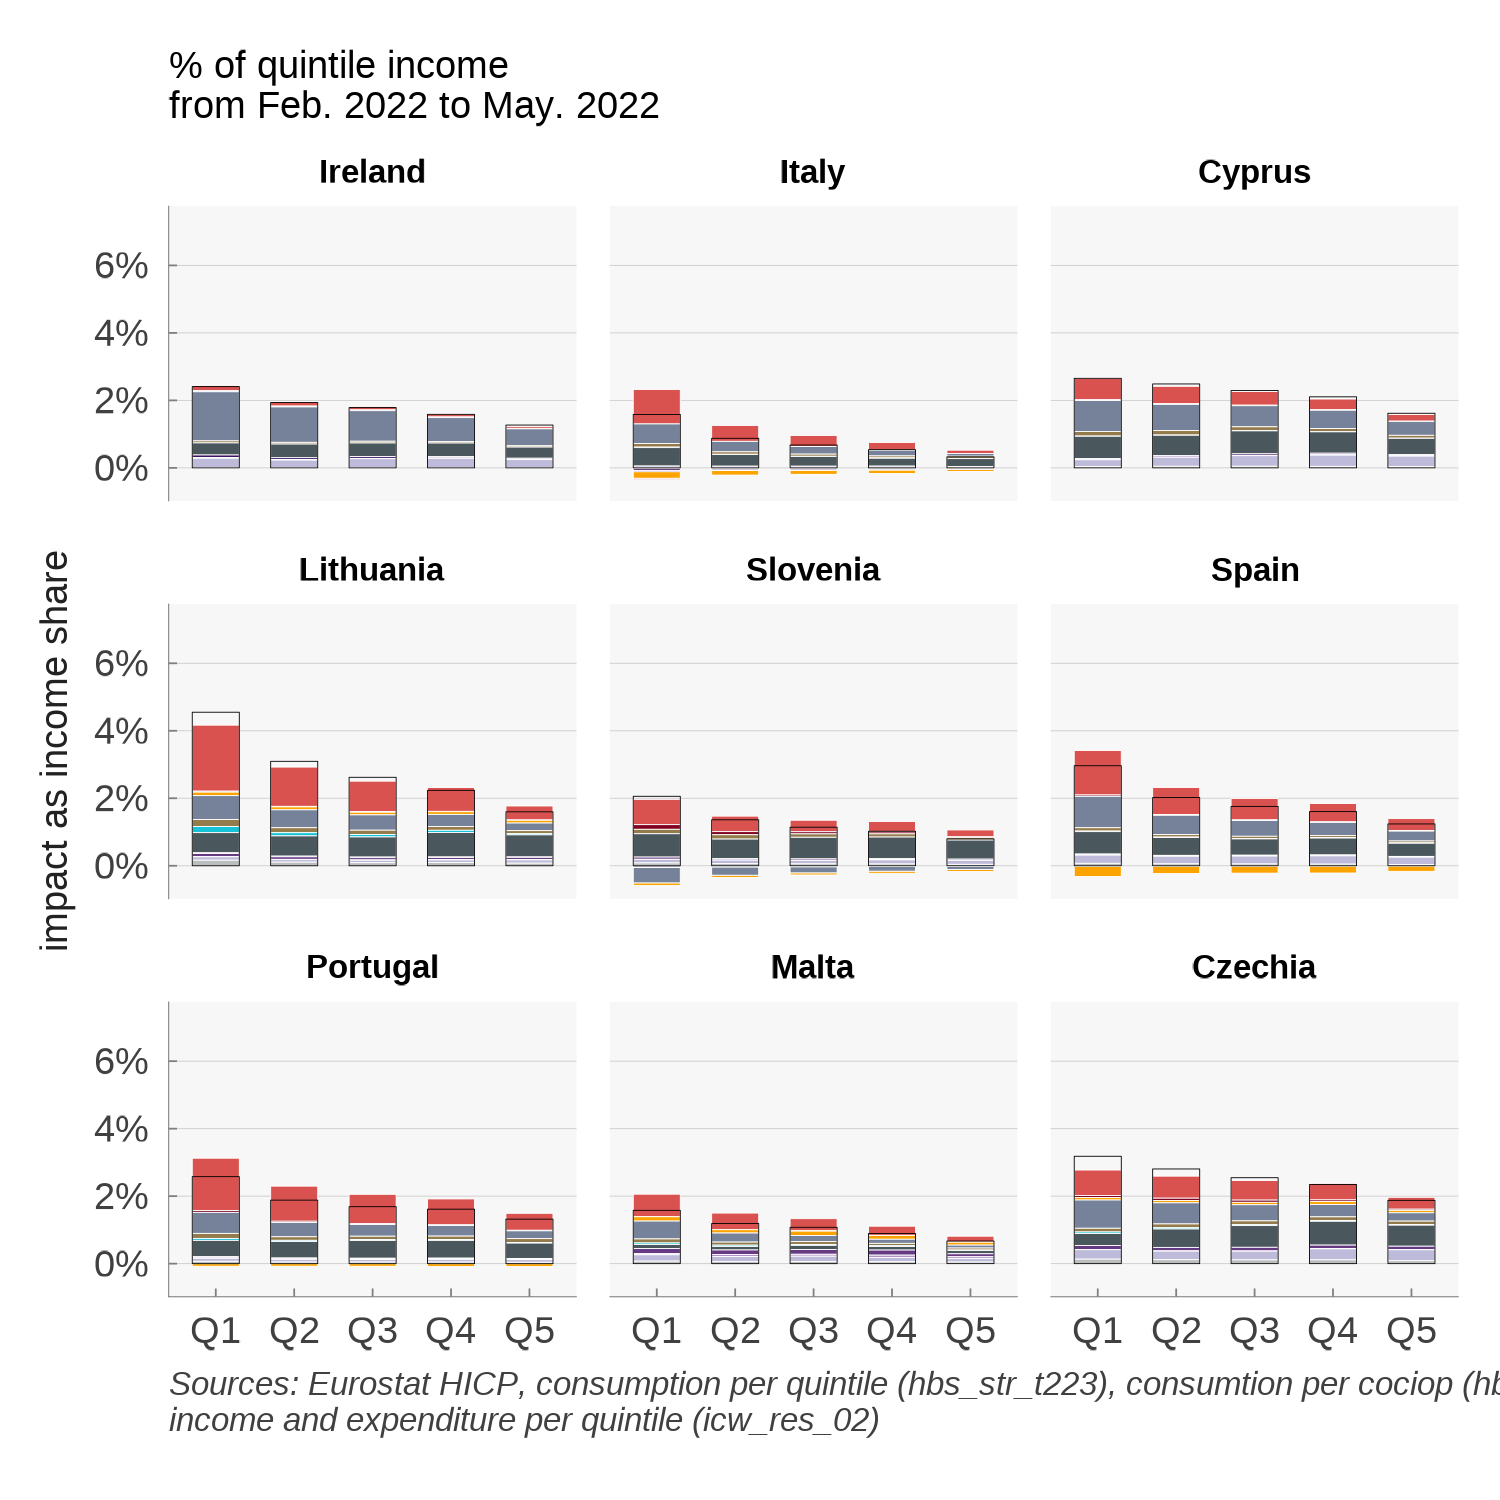 % of quintile income
from Feb. 2022 to May. 2022
Ireland
Italy
Cyprus
6%
4%
2%
0%
impact as income share
Lithuania
Slovenia
Spain
6%
4%
2%
0%
Portugal
Malta
Czechia
6%
4%
2%
0%
Q1 Q2 Q3 Q4 Q5
Q1 Q2 Q3 Q4 Q5
Q1 Q2 Q3 Q4 Q5
Sources: Eurostat HICP, consumption per quintile (hbs_str_t223), consumtion per cociop (hb
income and expenditure per quintile (icw_res_02)